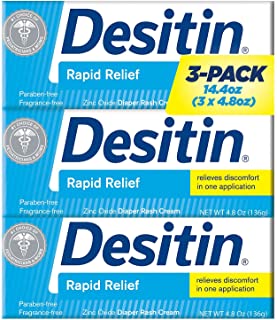 Desitin®
Rapid Relief
3-PACK
14.4oz
(3 x 4.8oz)
Paraben-free
Fragrance-free
Zinc Oxide Diaper Rash Cream
Desitin®
Rapid Relief
relieves discomfort
in one application
Paraben-free
Fragrance-free
Zinc Oxide Diaper Rash Cream
NET WT 4.8 OZ (136g)
Desitin®
Rapid Relief
relieves discomfort
in one application
Paraben-free
Fragrance-free
Zinc Oxide Diaper Rash Cream
NET WT 4.8 OZ (136g)